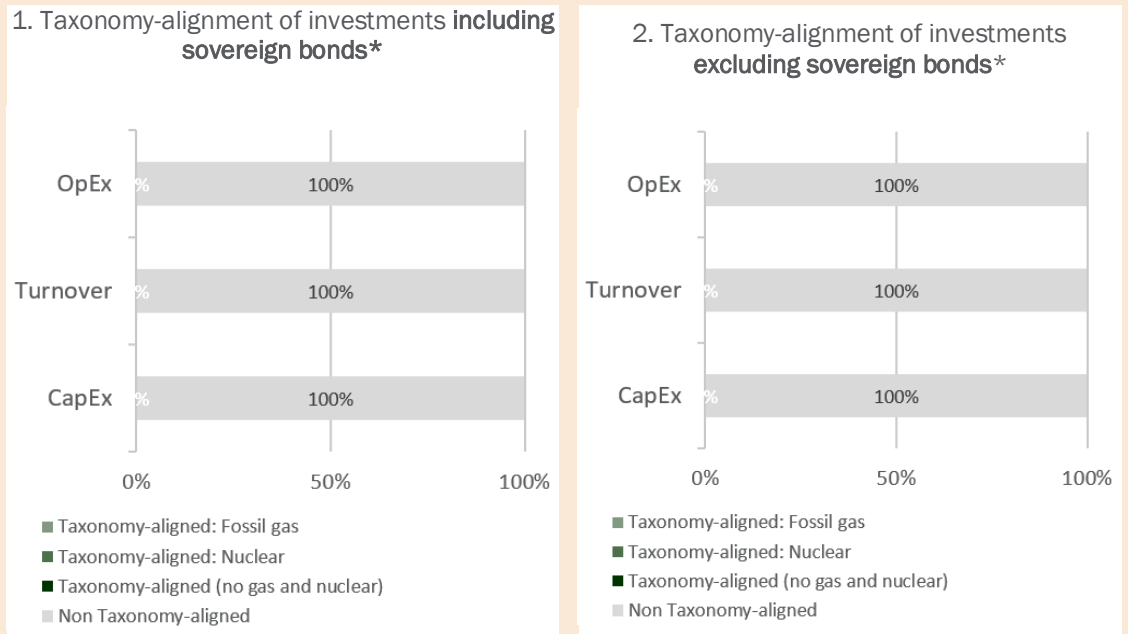 1. Taxonomy-alignment of investments including
sovereign bonds*
OpEx
%
100%
Turnover
%
100%
CapEx
%
100%
0%
50%
100%
Taxonomy-aligned: Fossil gas
Taxonomy-aligned: Nuclear
Taxonomy-aligned (no gas and nuclear)
Non Taxonomy-aligned
2. Taxonomy-alignment of investments
excluding sovereign bonds*
OpEx
%
100%
Turnover
%
100%
CapEx
%
100%
0%
50%
100%
Taxonomy-aligned: Fossil gas
Taxonomy-aligned: Nuclear
Taxonomy-aligned (no gas and nuclear)
Non Taxonomy-aligned